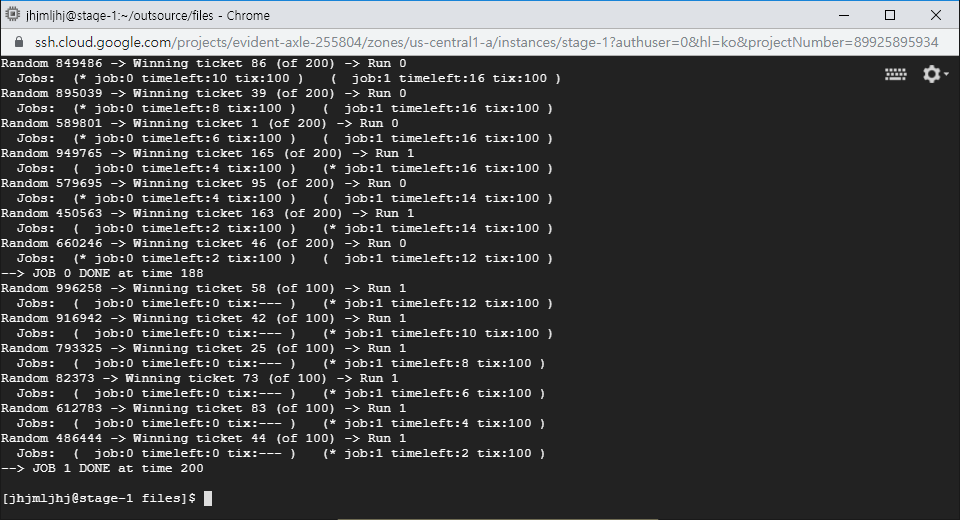 jhjmljhj@stage-1:~/outsource/files - Chrome
ssh.cloud.google.com/projects/evident-axle-255804/zones/us-central1-a/instances/stage-1?authuser=0&hl=ko&projectNumber=89925895934
Random 849486 -> Winning ticket 86 (of 200) -> Run 0
  Jobs:  (* job:0 timeleft:10 tix:100 )   (  job:1 timeleft:16 tix:100 )
Random 895039 -> Winning ticket 39 (of 200) -> Run 0
  Jobs:  (* job:0 timeleft:8 tix:100 )   (  job:1 timeleft:16 tix:100 )
Random 589801 -> Winning ticket 1 (of 200) -> Run 0
  Jobs:  (* job:0 timeleft:6 tix:100 )   (  job:1 timeleft:16 tix:100 )
Random 949765 -> Winning ticket 165 (of 200) -> Run 1
  Jobs:  (  job:0 timeleft:4 tix:100 )   (* job:1 timeleft:16 tix:100 )
Random 579695 -> Winning ticket 95 (of 200) -> Run 0
  Jobs:  (* job:0 timeleft:4 tix:100 )   (  job:1 timeleft:14 tix:100 )
Random 450563 -> Winning ticket 163 (of 200) -> Run 1
  Jobs:  (  job:0 timeleft:2 tix:100 )   (* job:1 timeleft:14 tix:100 )
Random 660246 -> Winning ticket 46 (of 200) -> Run 0
  Jobs:  (* job:0 timeleft:2 tix:100 )   (  job:1 timeleft:12 tix:100 )
--> JOB 0 DONE at time 188
Random 996258 -> Winning ticket 58 (of 100) -> Run 1
  Jobs:  (  job:0 timeleft:0 tix:--- )   (* job:1 timeleft:12 tix:100 )
Random 916942 -> Winning ticket 42 (of 100) -> Run 1
  Jobs:  (  job:0 timeleft:0 tix:--- )   (* job:1 timeleft:10 tix:100 )
Random 793325 -> Winning ticket 25 (of 100) -> Run 1
  Jobs:  (  job:0 timeleft:0 tix:--- )   (* job:1 timeleft:8 tix:100 )
Random 82373 -> Winning ticket 73 (of 100) -> Run 1
  Jobs:  (  job:0 timeleft:0 tix:--- )   (* job:1 timeleft:6 tix:100 )
Random 612783 -> Winning ticket 83 (of 100) -> Run 1
  Jobs:  (  job:0 timeleft:0 tix:--- )   (* job:1 timeleft:4 tix:100 )
Random 486444 -> Winning ticket 44 (of 100) -> Run 1
  Jobs:  (  job:0 timeleft:0 tix:--- )   (* job:1 timeleft:2 tix:100 )
--> JOB 1 DONE at time 200
[jhjmljhj@stage-1 files]$